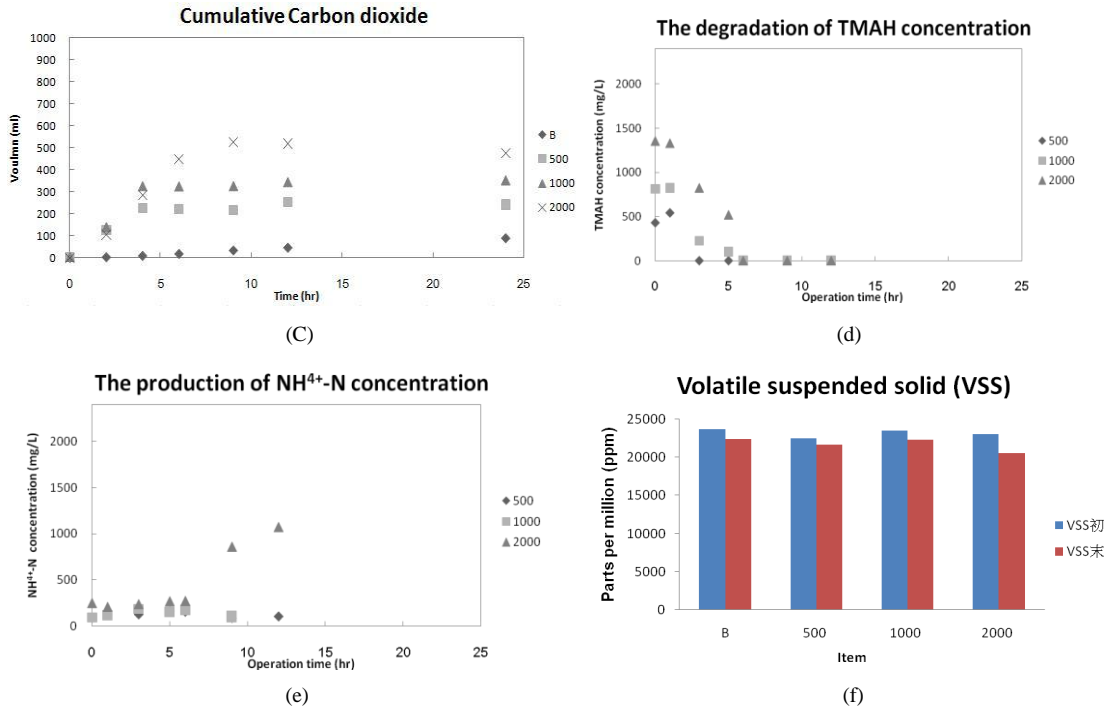 Cumulative Carbon dioxide
1000
900
800
700
600
500
400
300
200
100
0
Voulmn (ml)
0 5 10 15 20 25
Time (hr)
B
500
1000
2000
(C)
The degradation of TMAH concentration
2000
1500
1000
500
0
TMAH concentration (mg/L)
0 5 10 15 20 25
Operation time (hr)
500
1000
2000
(d)
The production of NH4+-N concentration
2000
1500
1000
500
0
NH4+-N concentration (mg/L)
0 5 10 15 20 25
Operation time (hr)
500
1000
2000
(e)
Volatile suspended solid (VSS)
25000
20000
15000
10000
5000
0
Parts per million (ppm)
B 500 1000 2000
Item
VSS初
VSS末
(f)